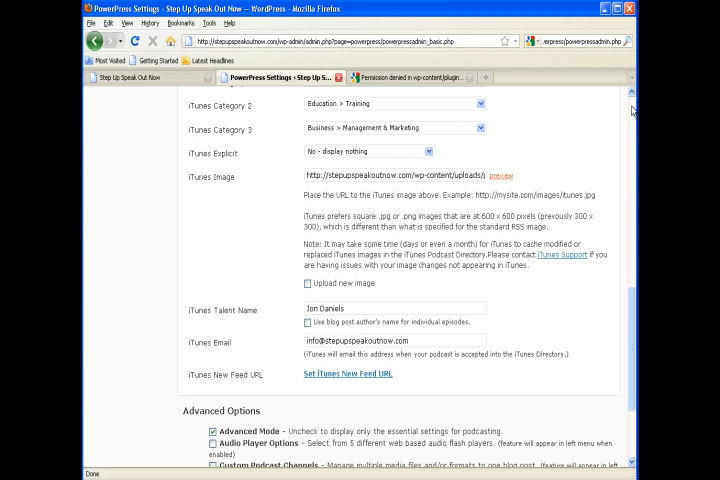 PowerPress Settings ‹ Step Up Speak Out Now — WordPress - Mozilla Firefox
File Edit View History Bookmarks Tools Help
http://stepupspeakoutnow.com/wp-admin/admin.php?page=powerpress/powerpressadmin_basic.php
erpress/powerpressadmin.php
Most Visited Getting Started Latest Headlines
Step Up Speak Out Now
PowerPress Settings ‹ Step Up S...
Permission denied in wp-content/plugin...
iTunes Category 2 Education > Training
iTunes Category 3 Business > Management & Marketing
iTunes Explicit No - display nothing
iTunes Image http://stepupspeakoutnow.com/wp-content/uploads/ preview
Place the URL to the iTunes image above. Example: http://mysite.com/images/itunes.jpg
iTunes prefers square .jpg or .png images that are at 600 x 600 pixels (prevously 300 x
300), which is different than what is specified for the standard RSS image.
Note: It may take some time (days or even a month) for iTunes to cache modified or
replaced iTunes images in the iTunes Podcast Directory.Please contact iTunes Support if you
are having issues with your image changes not appearing in iTunes.
Upload new image
iTunes Talent Name Jon Daniels
Use blog post author's name for individual episodes.
iTunes Email info@stepupspeakoutnow.com
(iTunes will email this address when your podcast is accepted into the iTunes Directory.)
iTunes New Feed URL Set iTunes New Feed URL
Advanced Options
Advanced Mode - Uncheck to display only the essential settings for podcasting.
Audio Player Options - Select from 5 different web based audio flash players. (feature will appear in left menu when
enabled)
Custom Podcast Channels - Manage multiple media files and/or formats to one blog post. (feature will appear in left
Done